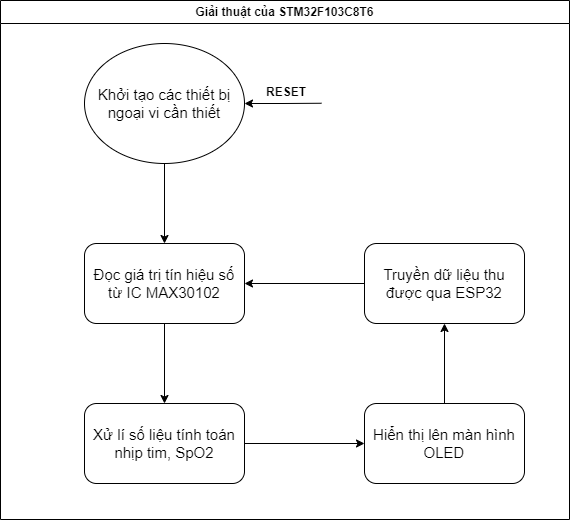 Giải thuật của STM32F103C8T6
Khởi tạo các thiết bị
ngoại vi cần thiết
RESET
Đọc giá trị tín hiệu số
từ IC MAX30102
Truyền dữ liệu thu
được qua ESP32
Xử lí số liệu tính toán
nhịp tim, SpO2
Hiển thị lên màn hình
OLED